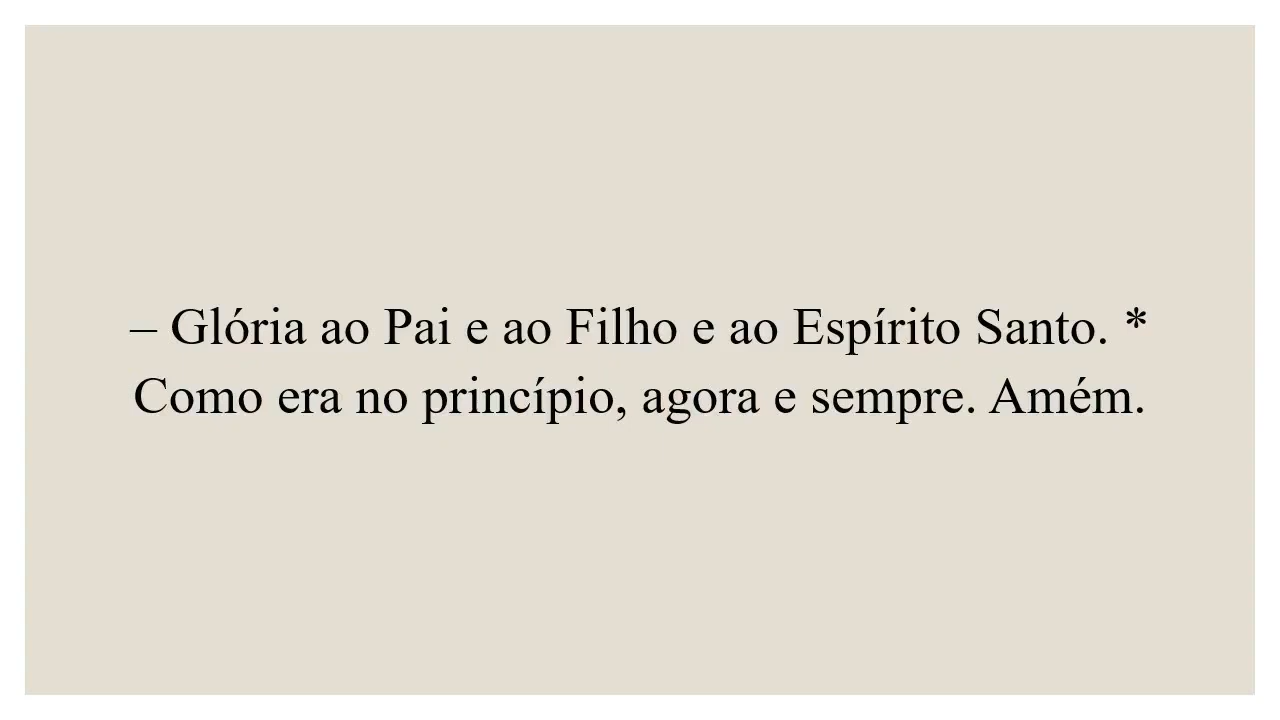 – Glória ao Pai e ao Filho e ao Espírito Santo. *
Como era no princípio, agora e sempre. Amém.